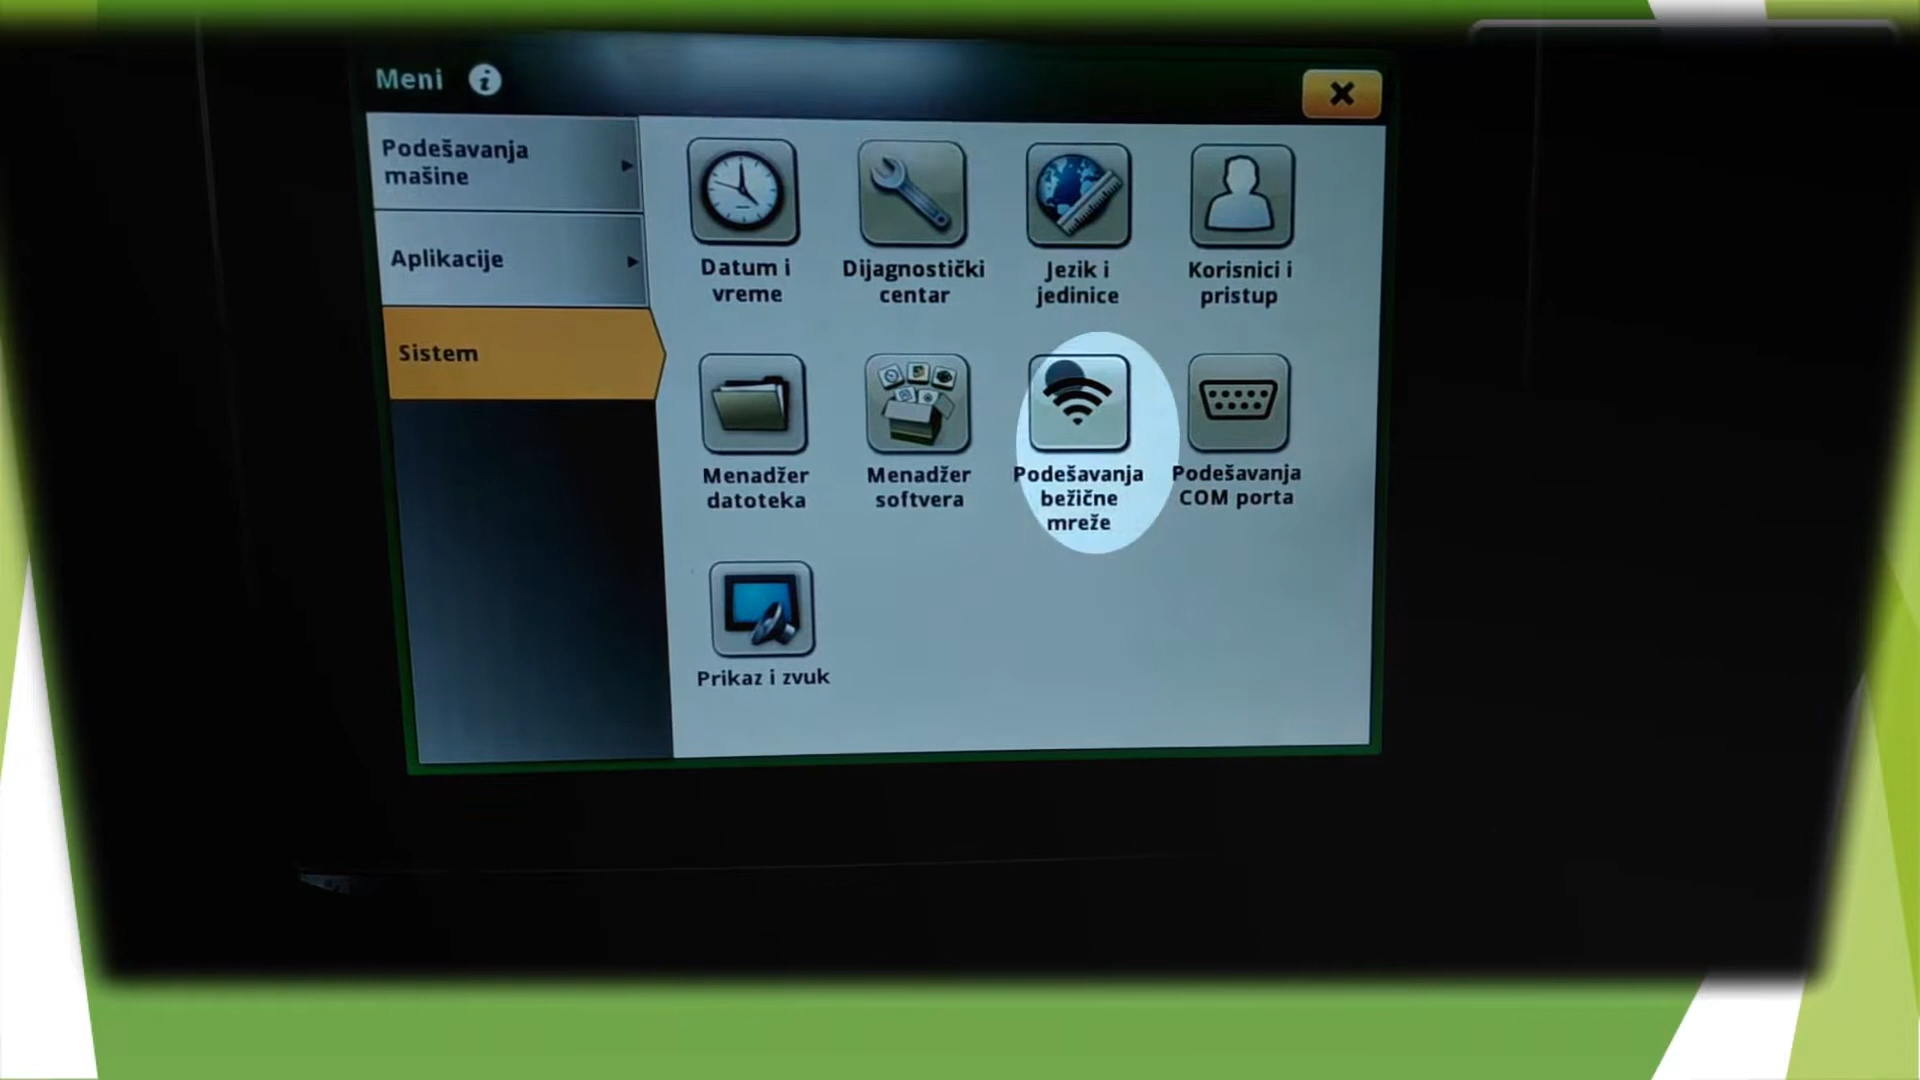 Meni
Podešavanja
mašine
Aplikacije
Sistem
Datum i
vreme
Dijagnostički
centar
Jezik i
jedinice
Korisnici i
pristup
Menadžer
datoteka
Menadžer
softvera
Podešavanja
bežične
mreže
Podešavanja
COM porta
Prikaz i zvuk